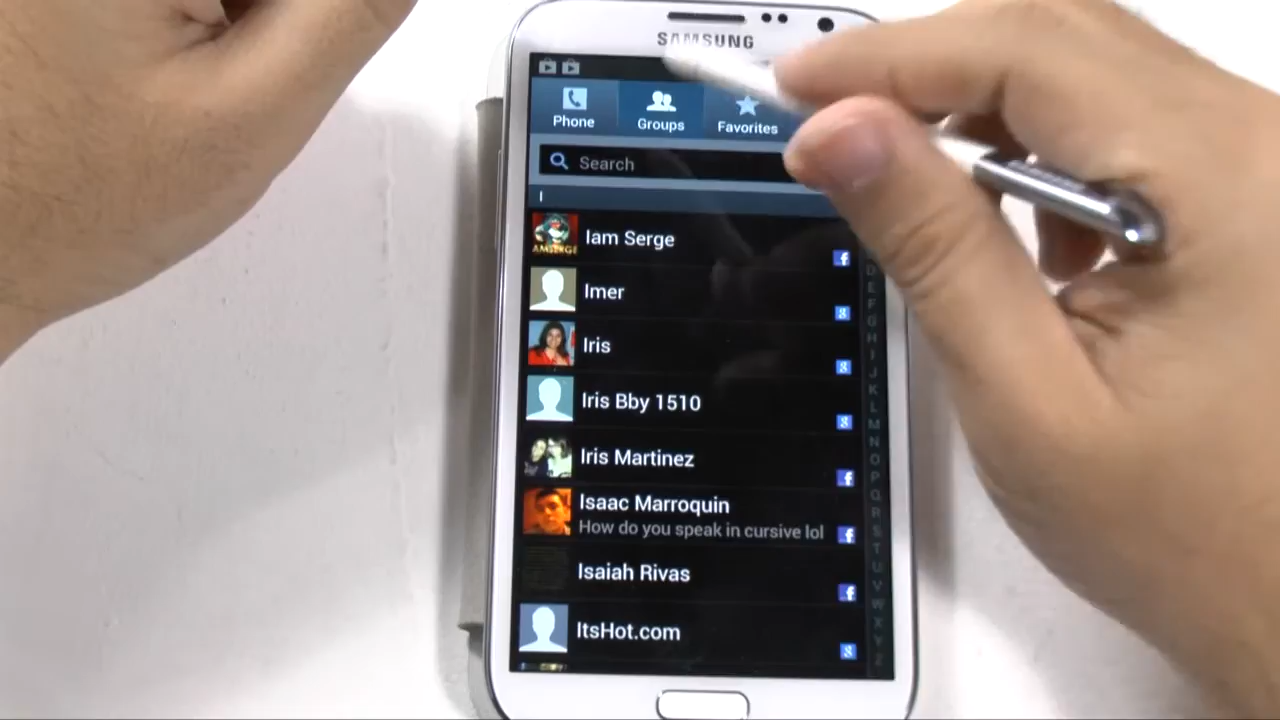 SAMSUNG
Phone
Groups
Favorites
Search
I
Iam Serge
AMSERGE
Imer
Iris
Iris Bby 1510
Iris Martinez
Isaac Marroquin
How do you speak in cursive lol
Isaiah Rivas
ItsHot.com
D
E
F
G
H
I
J
K
L
M
N
O
P
Q
R
S
T
U
V
W
X
Y
Z